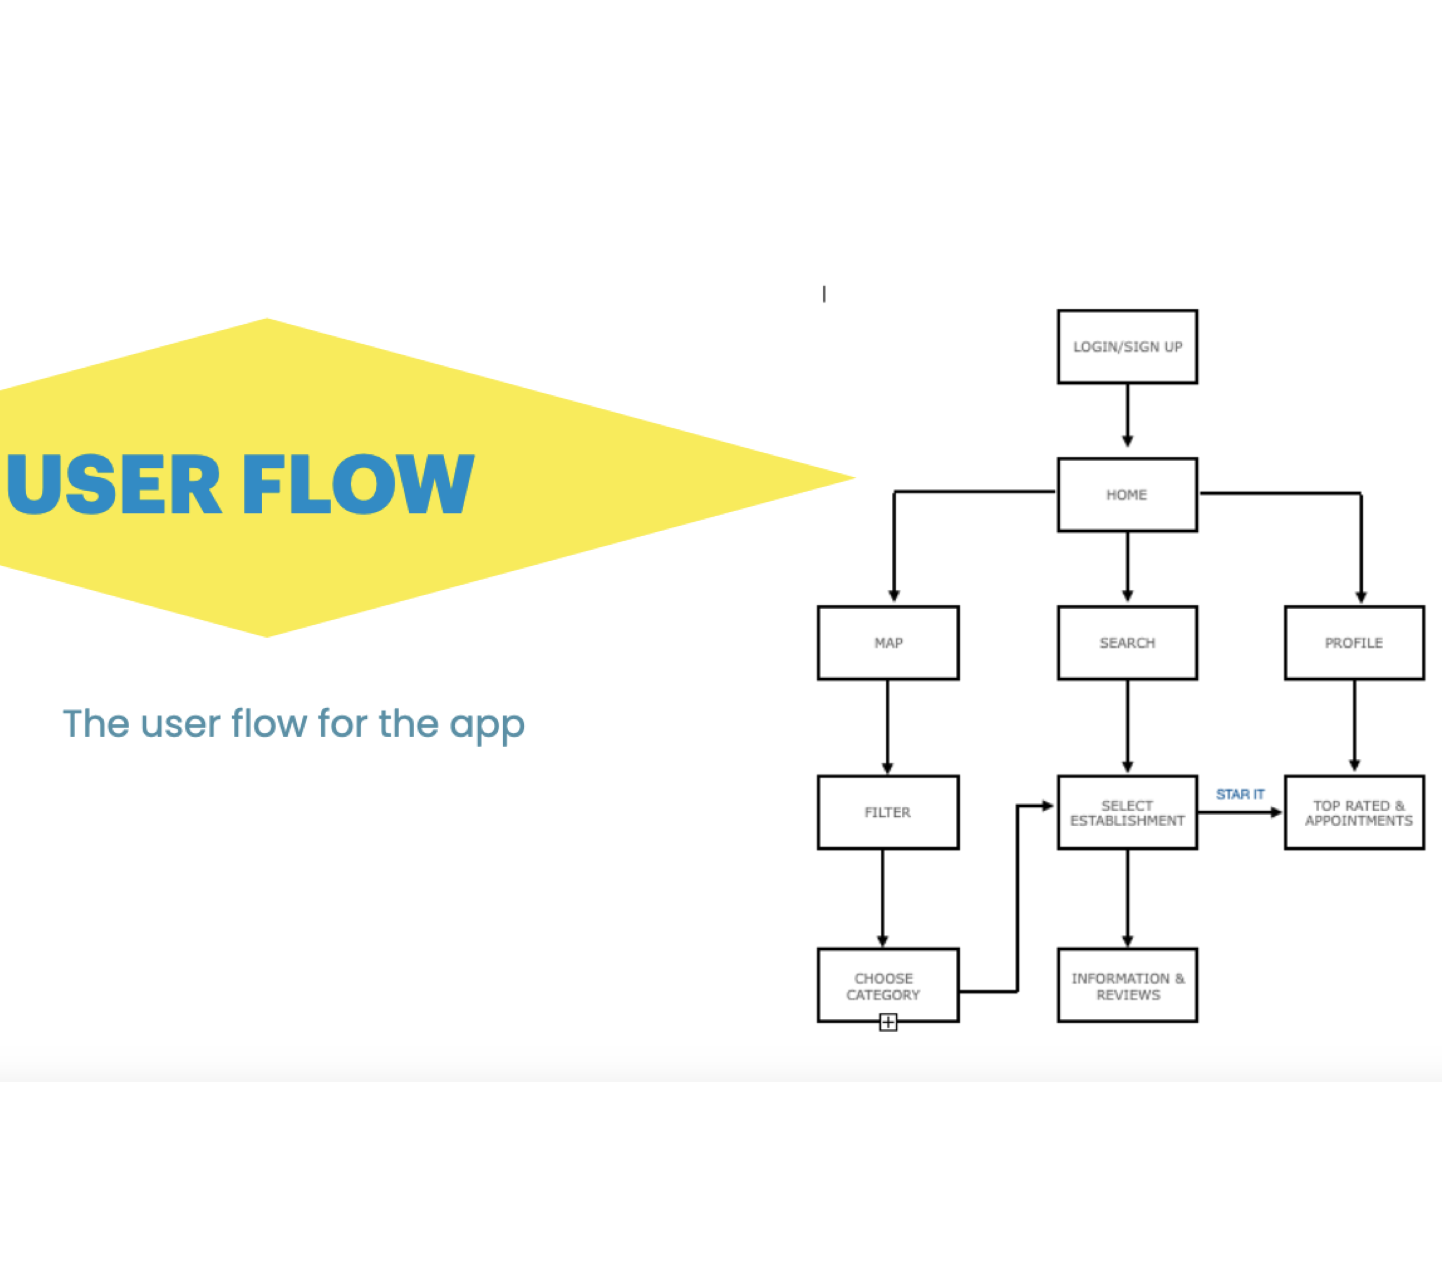 USER FLOW
The user flow for the app
LOGIN/SIGN UP
HOME
MAP
SEARCH
PROFILE
FILTER
SELECT
ESTABLISHMENT
STAR IT
TOP RATED &
APPOINTMENTS
CHOOSE
CATEGORY
INFORMATION &
REVIEWS